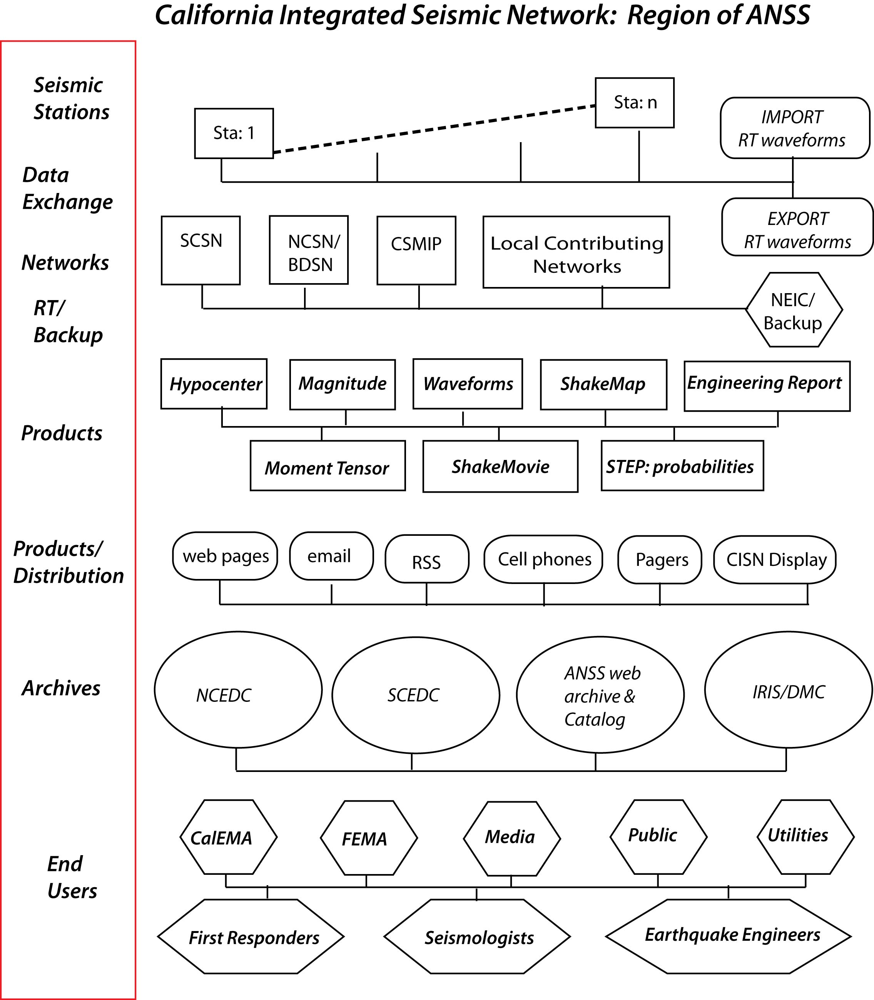 California Integrated Seismic Network: Region of ANSS
Seismic
Stations
Sta: 1
Sta: n
IMPORT
RT waveforms
Data
Exchange
EXPORT
RT waveforms
Networks
SCSN
NCSN/
BDSN
CSMIP
Local Contributing
Networks
RT/
Backup
NEIC/
Backup
Products
Hypocenter
Magnitude
Waveforms
ShakeMap
Engineering Report
Moment Tensor
ShakeMovie
STEP: probabilities
Products/
Distribution
web pages
email
RSS
Cell phones
Pagers
CISN Display
Archives
NCEDC
SCEDC
ANSS web
archive &
Catalog
IRIS/DMC
End
Users
CalEMA
FEMA
Media
Public
Utilities
First Responders
Seismologists
Earthquake Engineers